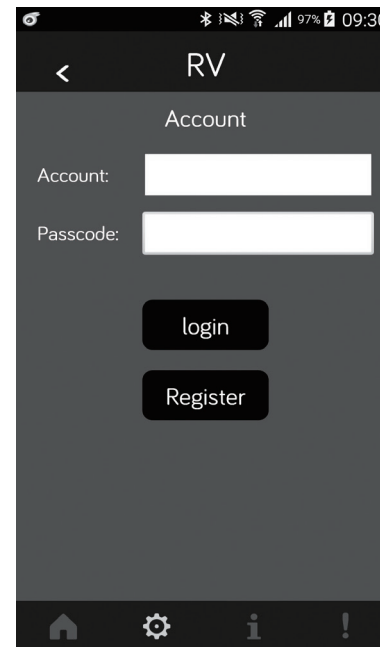 97% 09:30
RV
Account
Account:
Passcode:
login
Register